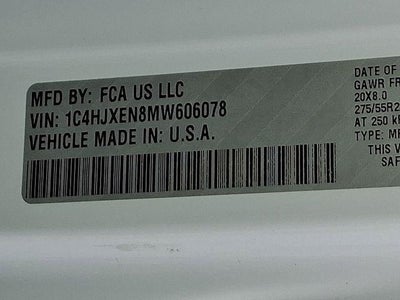 MFD BY: FCA US LLC
VIN: 1C4HJXEN8MW606078
VEHICLE MADE IN: U.S.A.
DATE OF
GAWR FR
20X8.0
275/55R2
AT 250 k
TYPE: M
THIS V
SAF